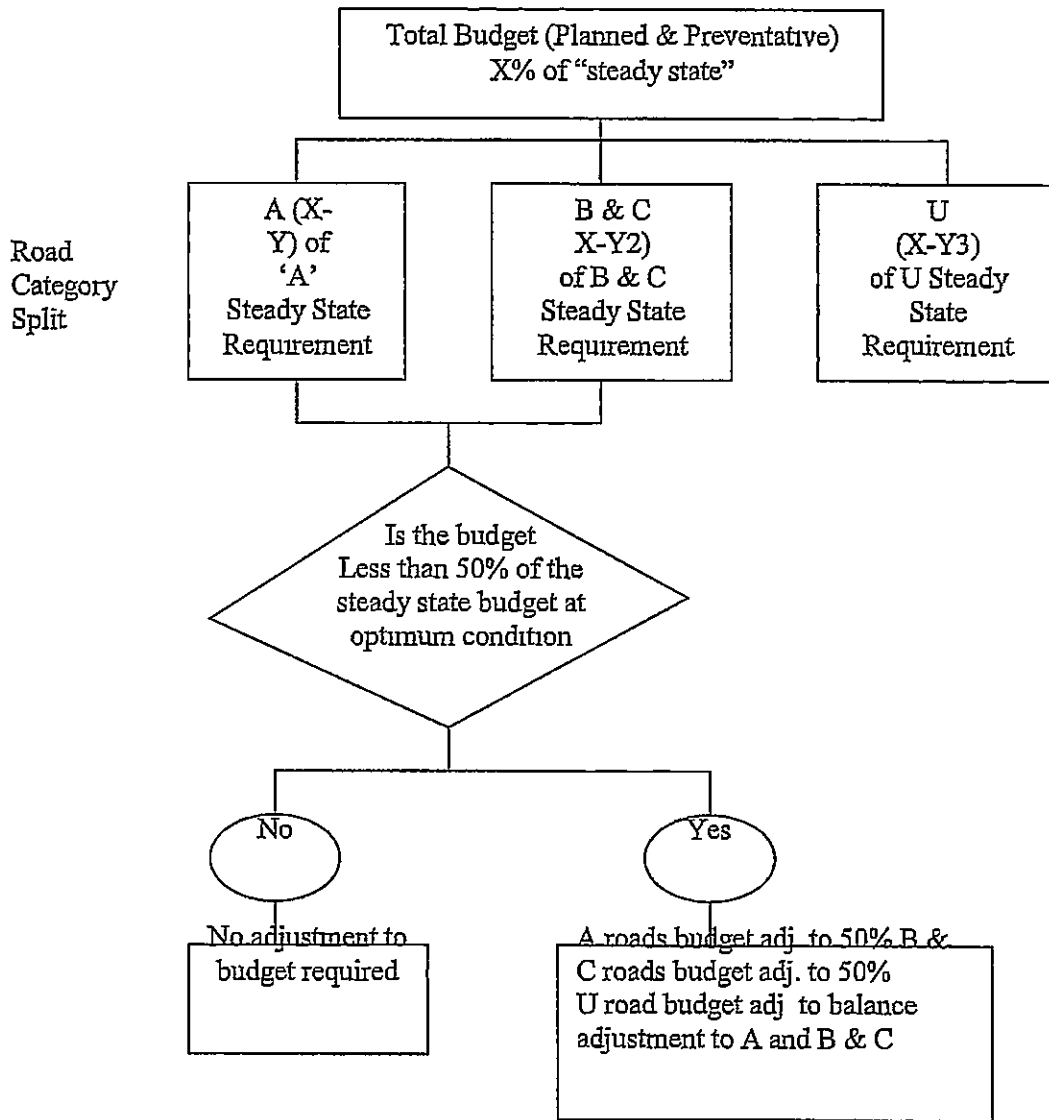 Total Budget (Planned & Preventative)
X% of “steady state”
Road
Category
Split
A (X-
Y) of
‘A’
Steady State
Requirement
B & C
X-Y2)
of B & C
Steady State
Requirement
U
(X-Y3)
of U Steady
State
Requirement
Is the budget
Less than 50% of the
steady state budget at
optimum condition
No
Yes
No adjustment to
budget required
A roads budget adj. to 50% B &
C roads budget adj. to 50%
U road budget adj to balance
adjustment to A and B & C